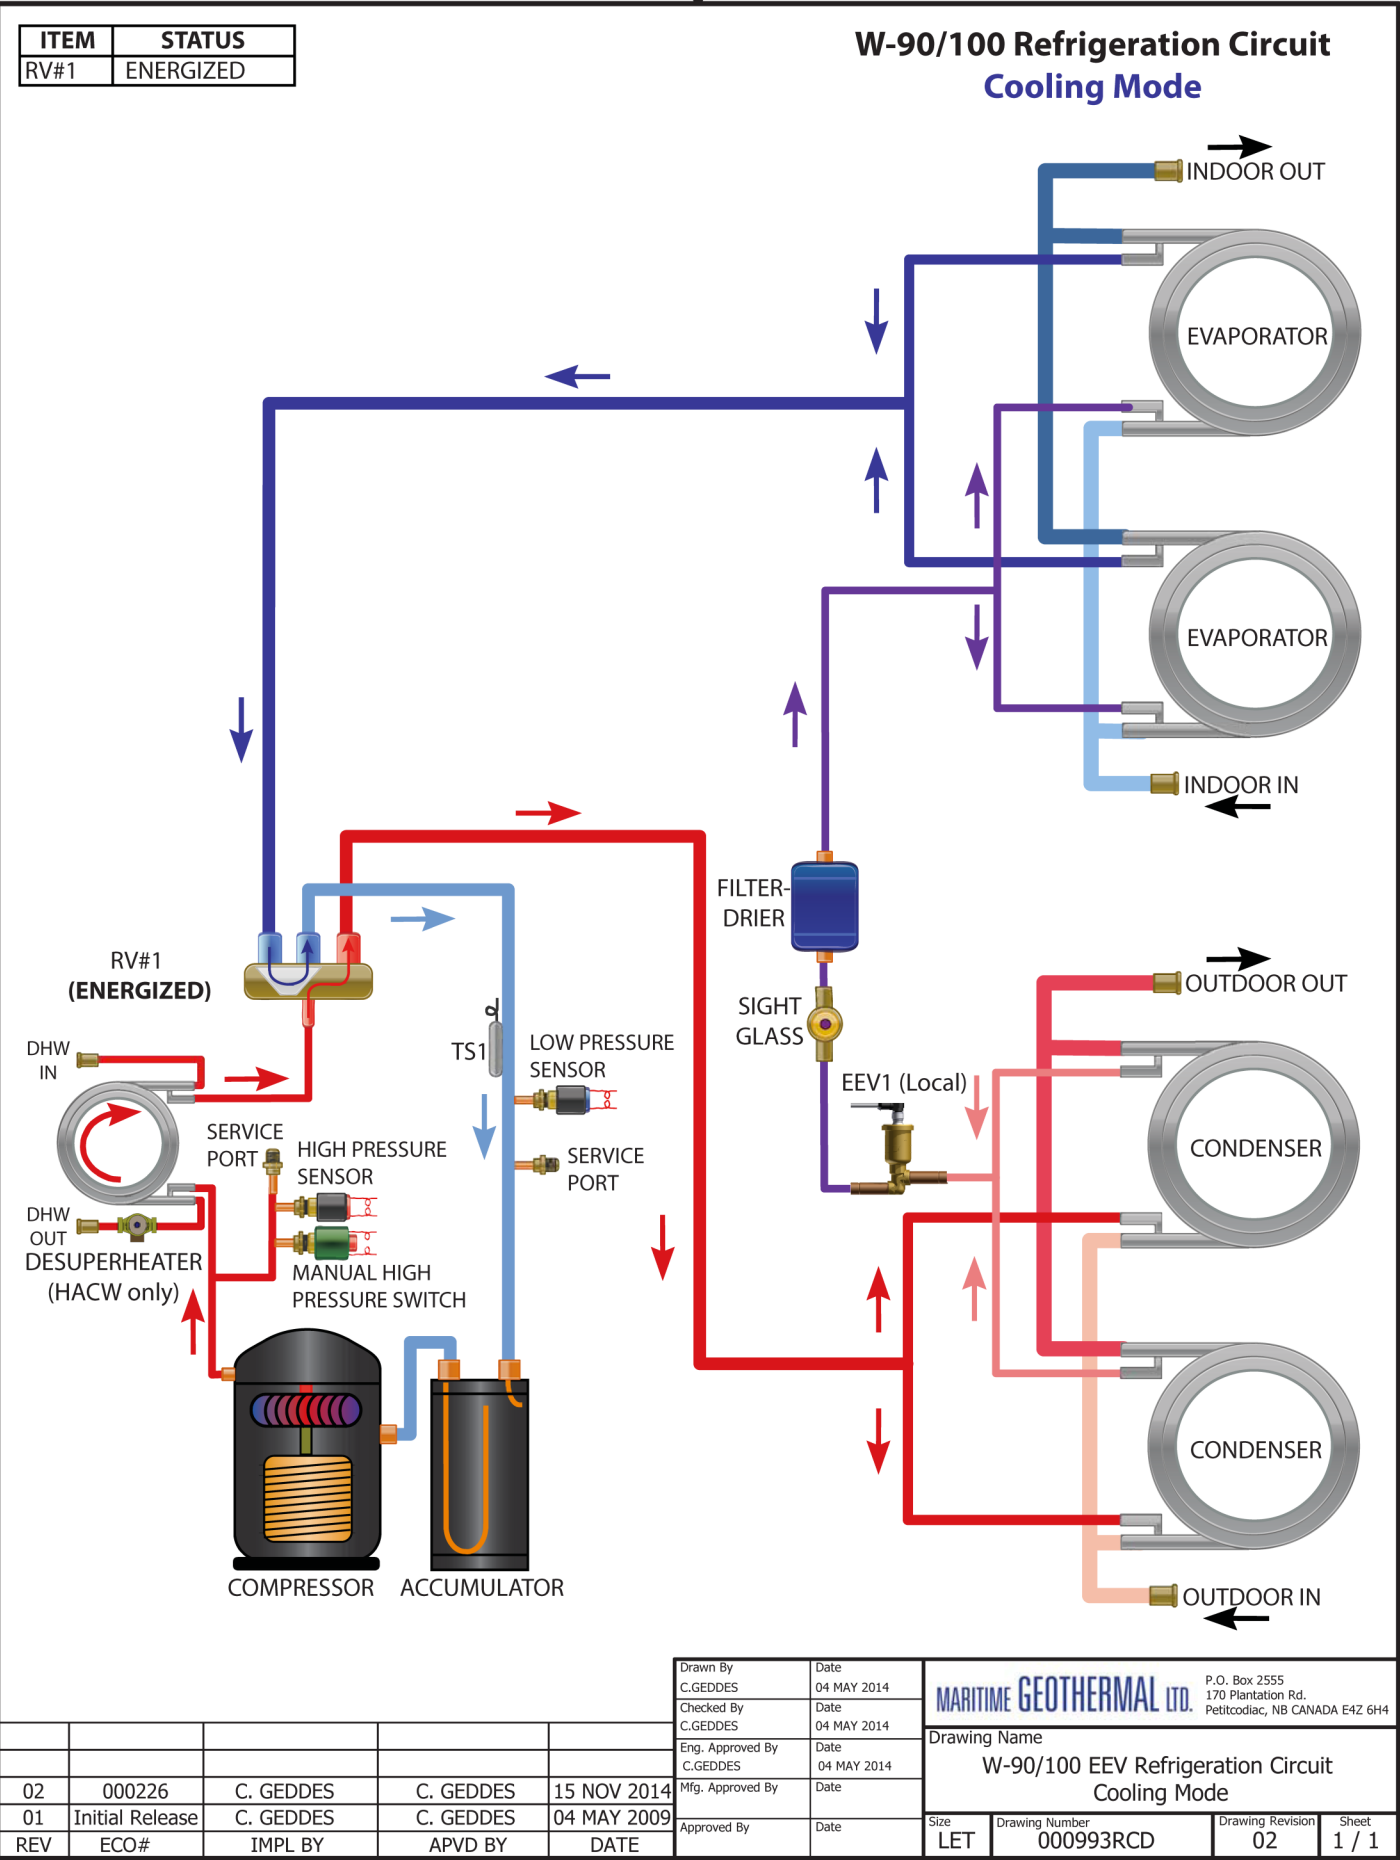 ITEM STATUS
RV#1 ENERGIZED
W-90/100 Refrigeration Circuit
Cooling Mode
INDOOR OUT
EVAPORATOR
EVAPORATOR
INDOOR IN
FILTER-
DRIER
RV#1
(ENERGIZED)
OUTDOOR OUT
SIGHT
GLASS
DHW
IN
TS1
LOW PRESSURE
SENSOR
EEV1 (Local)
SERVICE
PORT
HIGH PRESSURE
SENSOR
SERVICE
PORT
CONDENSER
DHW
OUT
DESUPERHEATER
(HACW only)
MANUAL HIGH
PRESSURE SWITCH
CONDENSER
COMPRESSOR
ACCUMULATOR
OUTDOOR IN
Drawn By Date
C.GEDDES 04 MAY 2014
Checked By Date
C.GEDDES 04 MAY 2014
Eng. Approved By Date
C.GEDDES 04 MAY 2014
Mfg. Approved By Date
Approved By Date
MARITIME GEOTHERMAL LTD.
P.O. Box 2555
170 Plantation Rd.
Petitcodiac, NB CANADA E4Z 6H4
Drawing Name
W-90/100 EEV Refrigeration Circuit
Cooling Mode
Size Drawing Number Drawing Revision Sheet
LET 000993RCD 02 1 / 1
02 000226 C. GEDDES C. GEDDES 15 NOV 2014
01 Initial Release C. GEDDES C. GEDDES 04 MAY 2009
REV ECO# IMPL BY APVD BY DATE